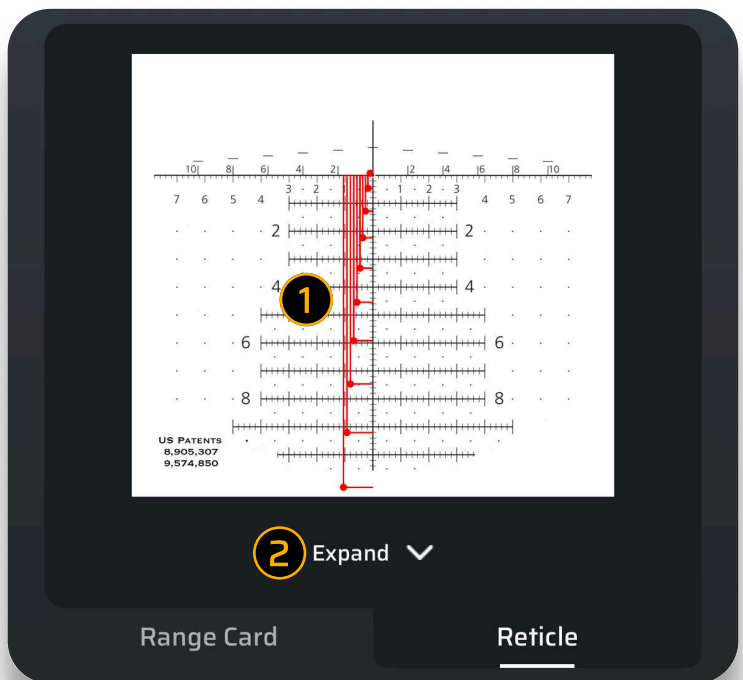 10| 8| 6| 4| 2| |2 |4 |6 |8 |10
7 6 5 4 3 2 1 1 2 3 4 5 6 7
2 2
4 4
1
6 6
8 8
US PATENTS
8,905,307
9,574,850
2 Expand
Range Card Reticle